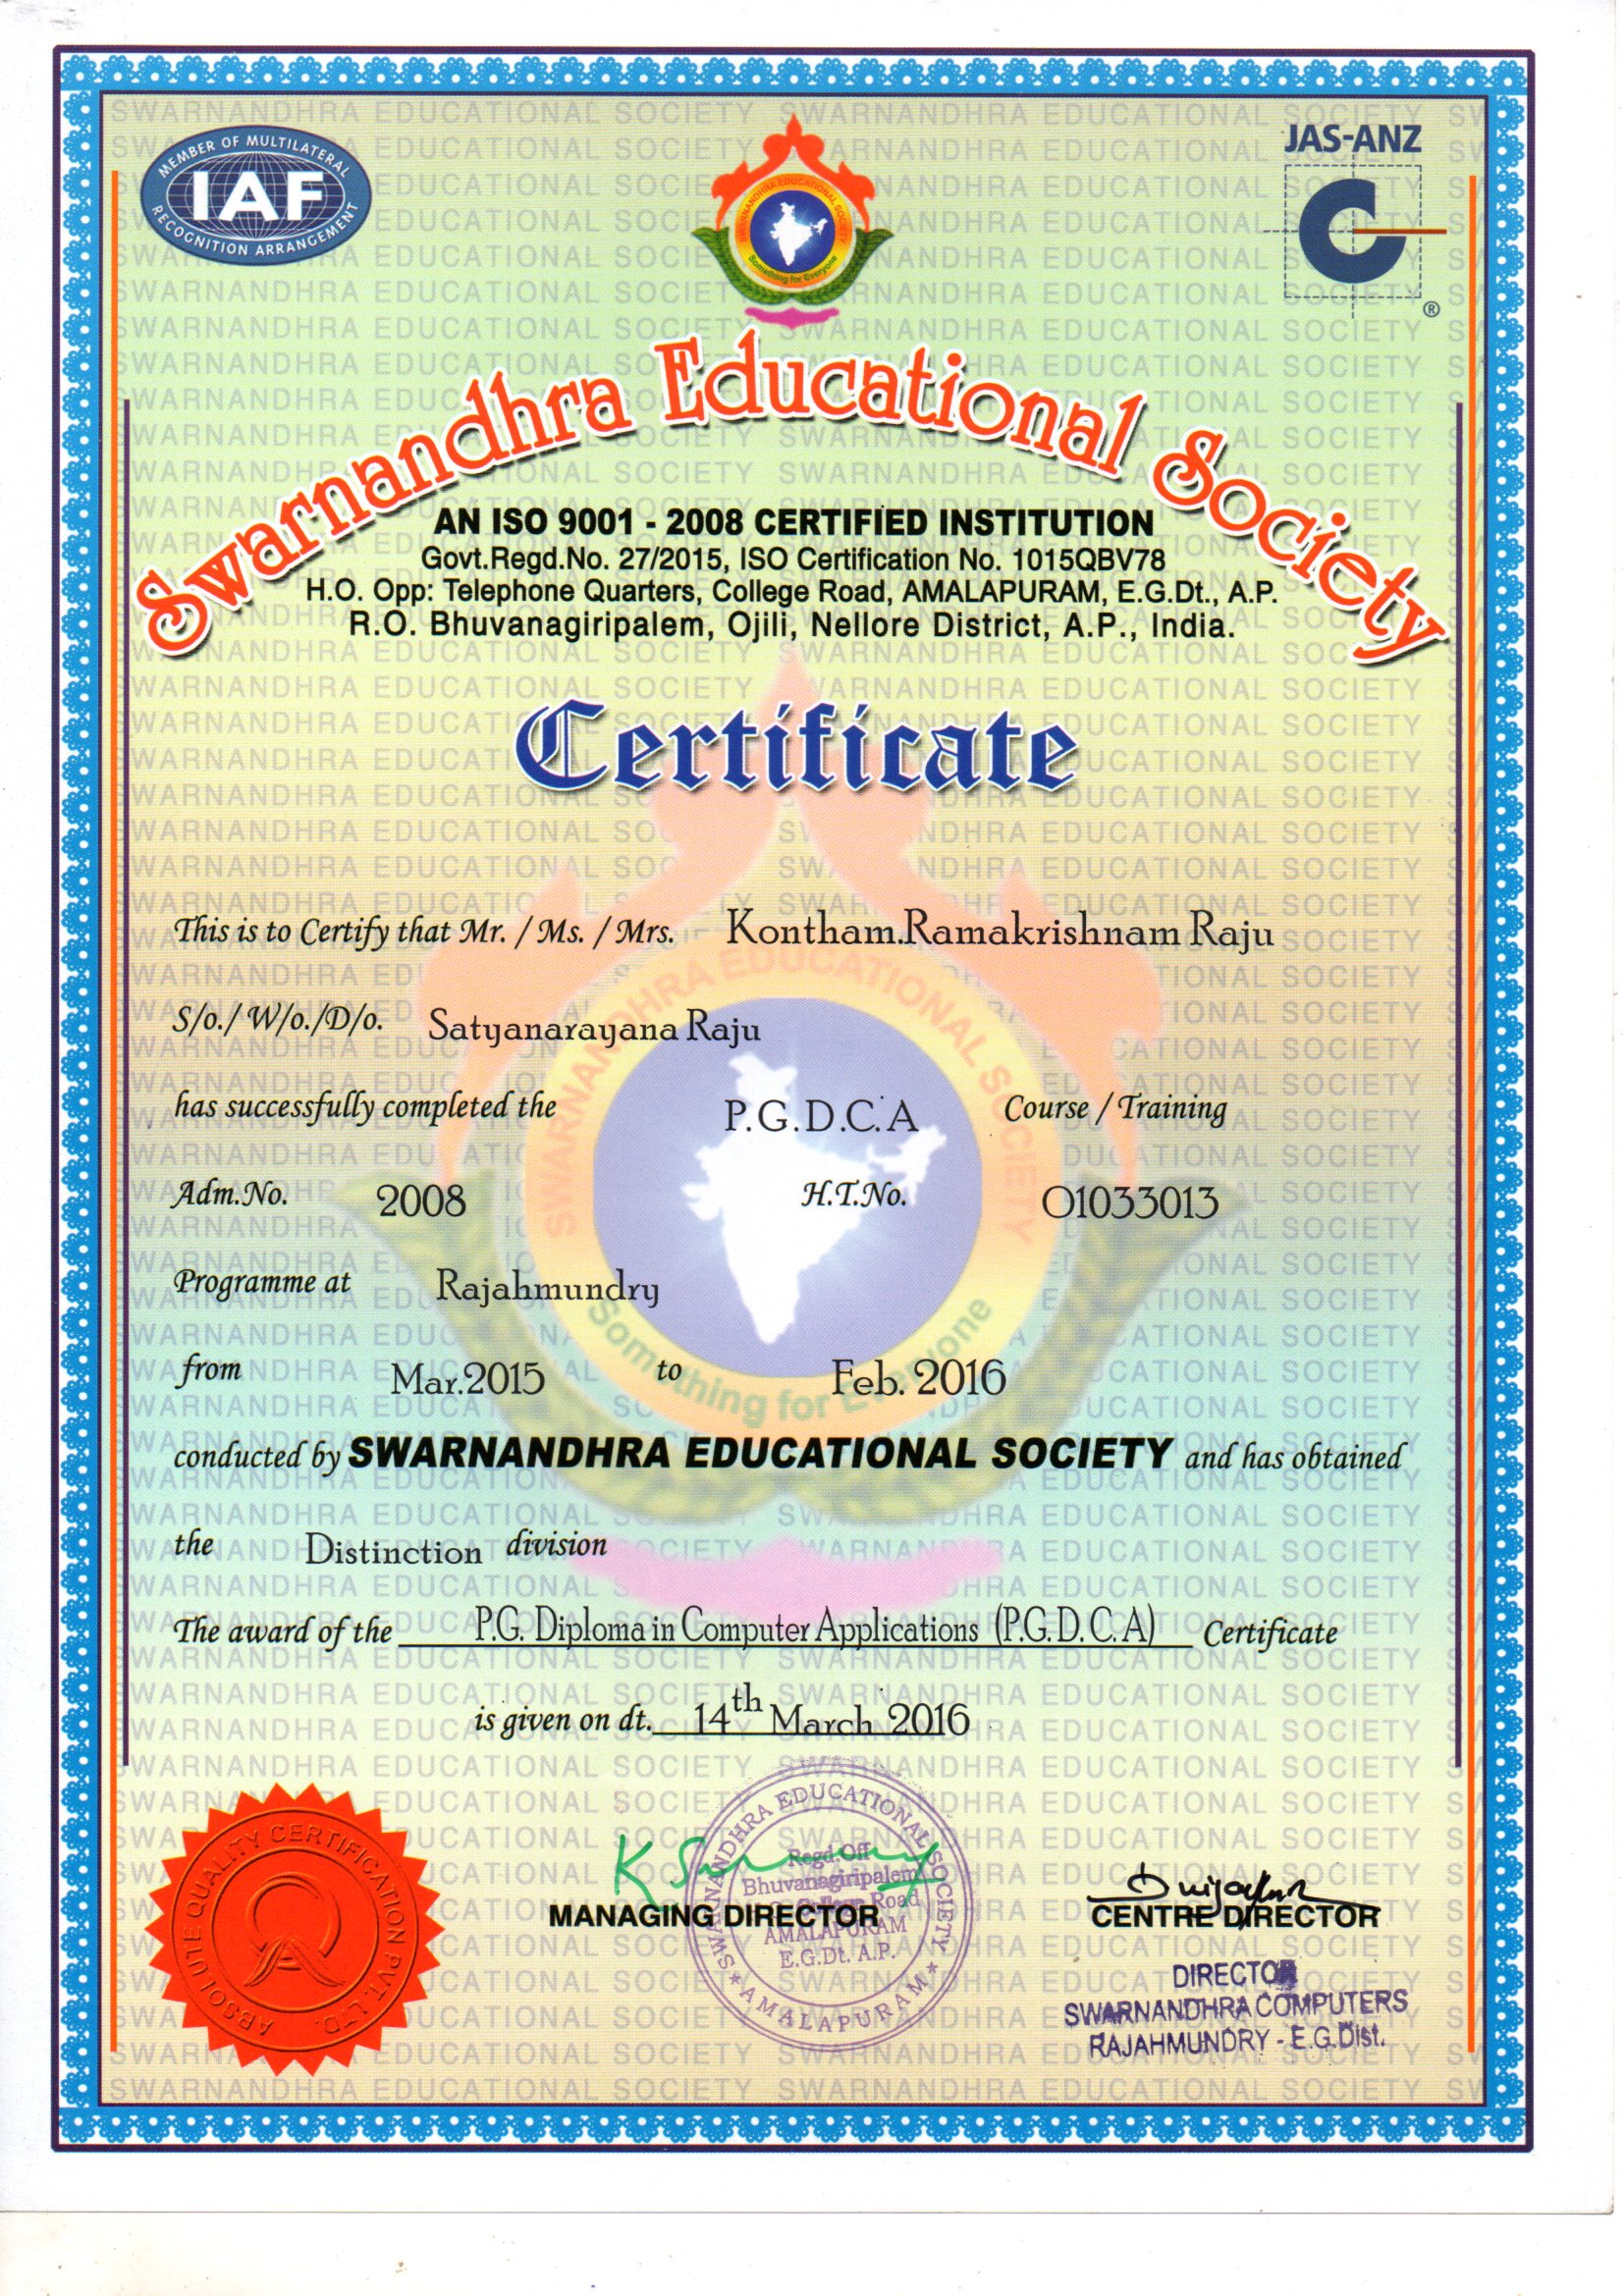 MEMBER OF MULTILATERAL
IAF
RECOGNITION ARRANGEMENT
SWARNANDHRA EDUCATIONAL SOCIETY
Something for Everyone
JAS-ANZ
®
Swarnandhra Educational Society
AN ISO 9001 - 2008 CERTIFIED INSTITUTION
Govt.Regd.No. 27/2015, ISO Certification No. 1015QBV78
H.O. Opp: Telephone Quarters, College Road, AMALAPURAM, E.G.Dt., A.P.
R.O. Bhuvanagiripalem, Ojili, Nellore District, A.P., India.
Certificate
This is to Certify that Mr. / Ms. / Mrs. Kontham.Ramakrishnam Raju
S/o./ W/o./D/o. Satyanarayana Raju
has successfully completed the P.G.D.C.A Course / Training
Adm.No. 2008 H.T.No. O1033013
Programme at Rajahmundry
from Mar.2015 to Feb. 2016
conducted by SWARNANDHRA EDUCATIONAL SOCIETY and has obtained
the Distinction division
The award of the P.G. Diploma in Computer Applications (P.G.D.C.A) Certificate
is given on dt. 14th March 2016
ABSOLUTE QUALITY CERTIFICATION PVT. LTD.
SWARNANDHRA EDUCATIONAL SOCIETY
Regd.Off
Bhuvanagiripalem
College Road
AMALAPURAM
E.G.Dt. A.P.
★ AMALAPURAM ★
MANAGING DIRECTOR
CENTRE DIRECTOR
DIRECTOR
SWARNANDHRA COMPUTERS
RAJAHMUNDRY - E.G.Dist.